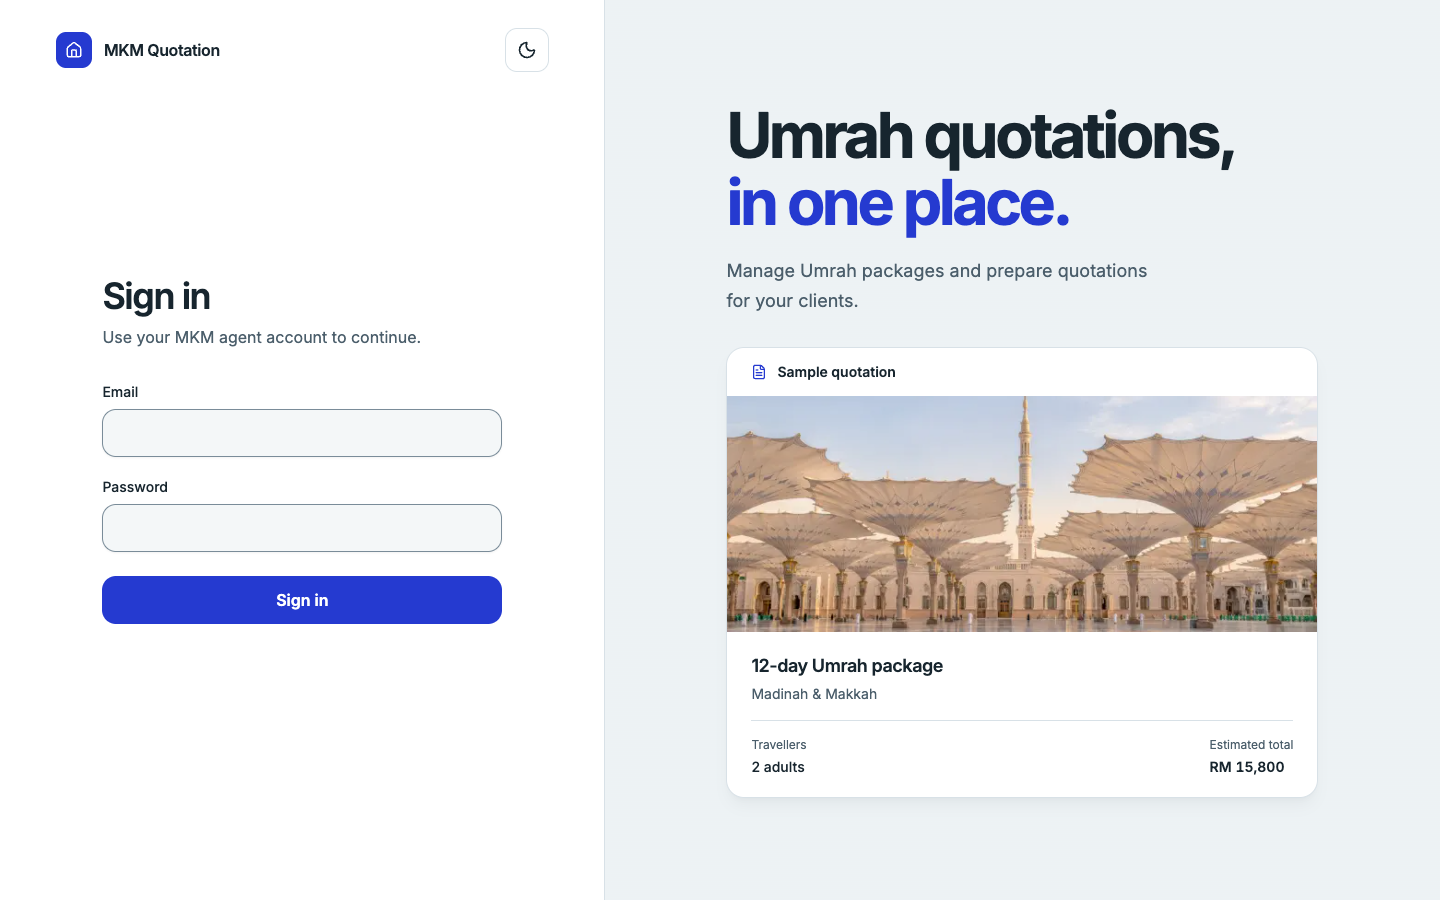 MKM Quotation
Sign in
Use your MKM agent account to continue.
Email
Password
Sign in
Umrah quotations,
in one place.
Manage Umrah packages and prepare quotations
for your clients.
Sample quotation
12-day Umrah package
Madinah & Makkah
Travellers
2 adults
Estimated total
RM 15,800